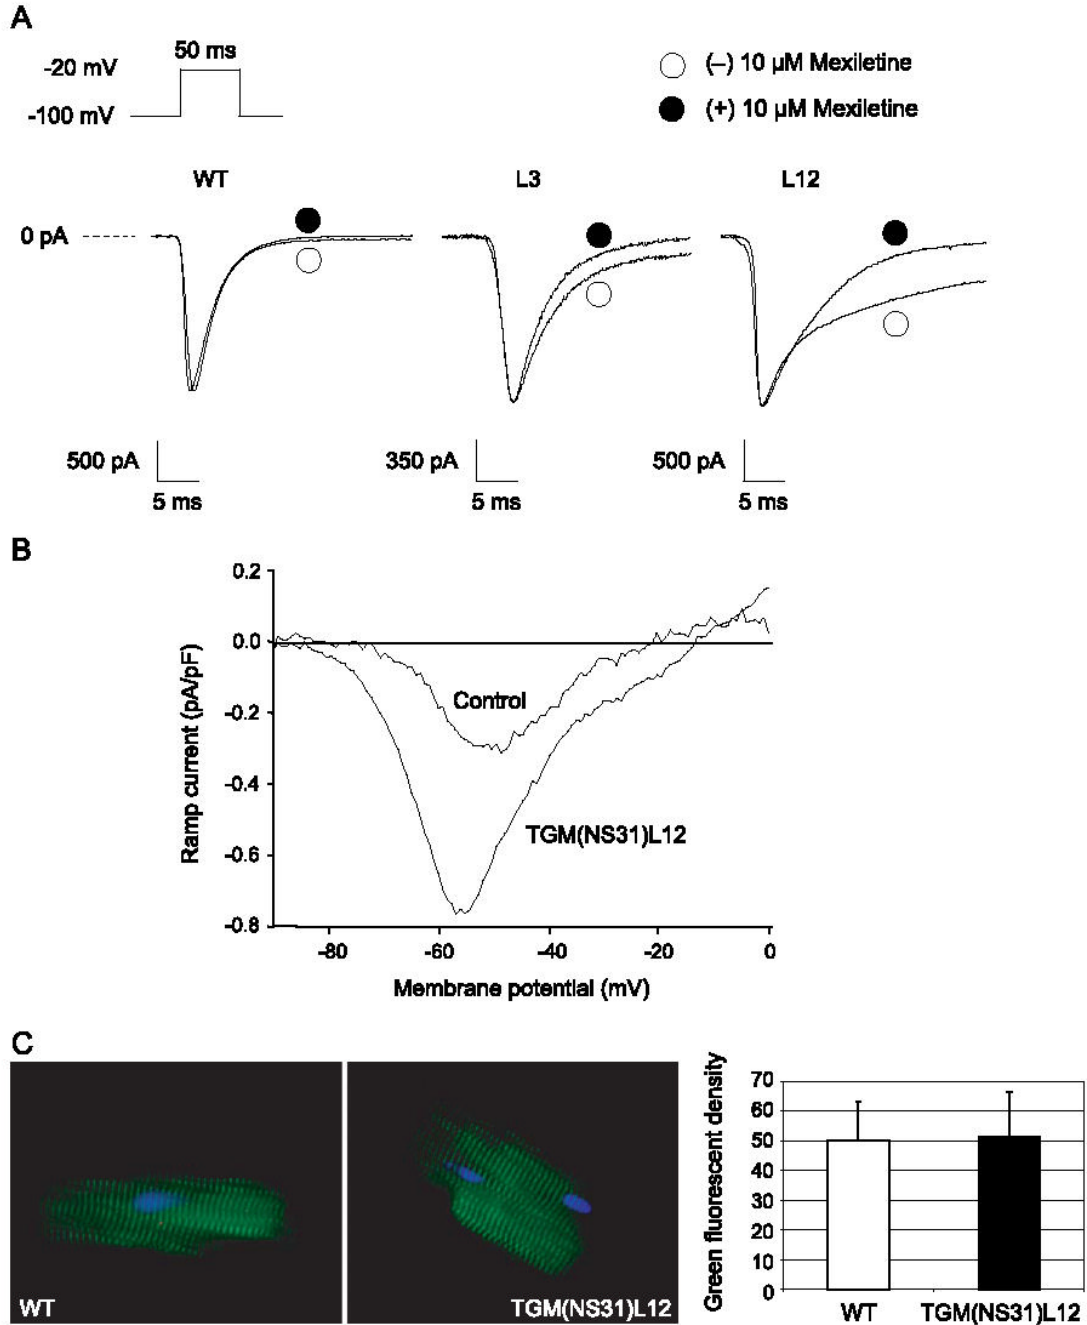 A
50 ms
-20 mV
-100 mV
(–) 10 µM Mexiletine
(+) 10 µM Mexiletine
WT
L3
L12
0 pA
500 pA
5 ms
350 pA
5 ms
500 pA
5 ms
B
0.2
0.0
-0.2
-0.4
-0.6
-0.8
Ramp current (pA/pF)
Control
TGM(NS31)L12
-80
-60
-40
-20
0
Membrane potential (mV)
C
WT
TGM(NS31)L12
Green fluorescent density
70
60
50
40
30
20
10
0
WT
TGM(NS31)L12